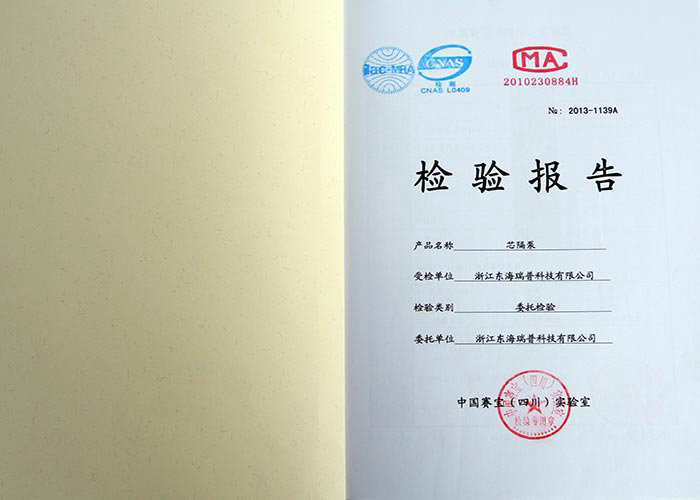 ilac-MRA
CNAS
检测
CNAS L0409
CMA
2010230884H
№: 2013-1139A
检验报告
产品名称 芯隔泵
受检单位 浙江东海瑞普科技有限公司
检验类别 委托检验
委托单位 浙江东海瑞普科技有限公司
中国赛宝（四川）实验室